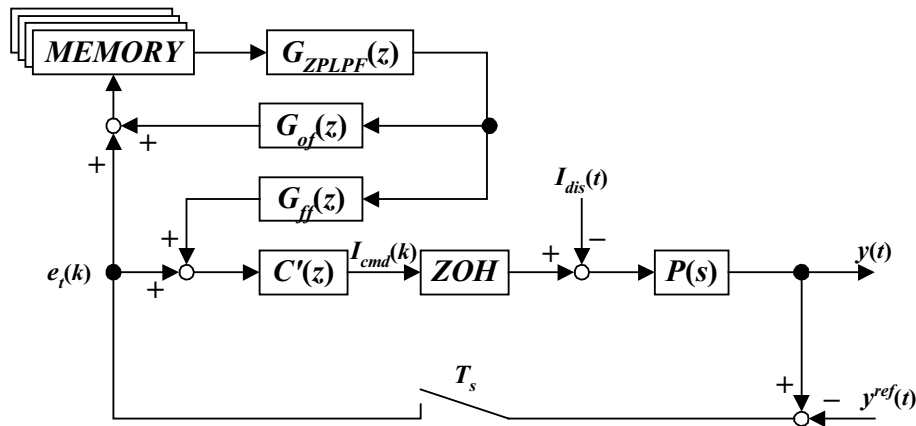 MEMORY
G_ZPLPF(z)
G_of(z)
+
+
G_ff(z)
I_dis(t)
+
−
e_t(k)
+
C'(z)
I_cmd(k)
ZOH
+
P(s)
y(t)
T_s
+
−
y^ref(t)